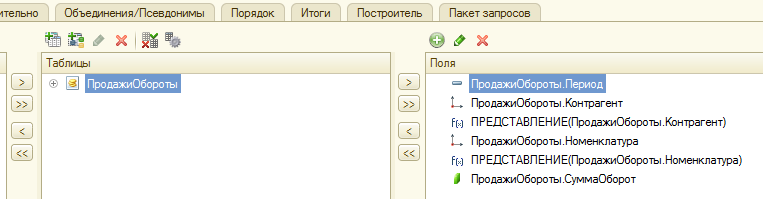 ительно Объединения/Псевдонимы Порядок Итоги Построитель Пакет запросов
Таблицы
ПродажиОбороты
> >> < <<
> >> < <<
Поля
ПродажиОбороты.Период
ПродажиОбороты.Контрагент
f(x) ПРЕДСТАВЛЕНИЕ(ПродажиОбороты.Контрагент)
ПродажиОбороты.Номенклатура
f(x) ПРЕДСТАВЛЕНИЕ(ПродажиОбороты.Номенклатура)
ПродажиОбороты.СуммаОборот